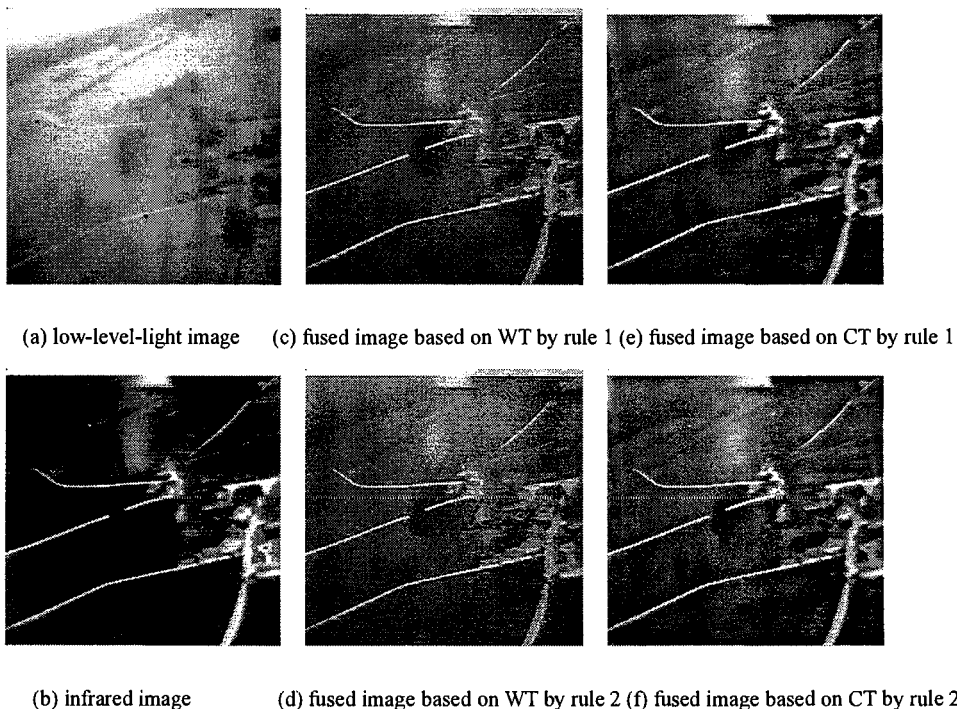 (a) low-level-light image (c) fused image based on WT by rule 1 (e) fused image based on CT by rule 1
(b) infrared image (d) fused image based on WT by rule 2 (f) fused image based on CT by rule 2